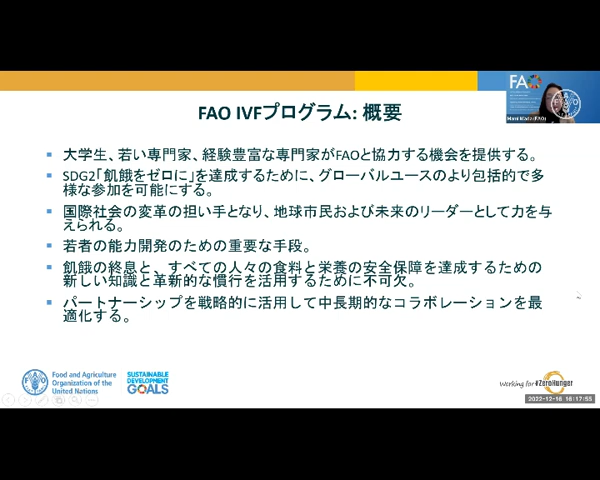 FAO
FAO IVFプログラム: 概要
大学生、若い専門家、経験豊富な専門家がFAOと協力する機会を提供する。
SDG2「飢餓をゼロに」を達成するために、グローバルユースのより包括的で多
様な参加を可能にする。
国際社会の変革の担い手となり、地球市民および未来のリーダーとして力を与
えられる。
若者の能力開発のための重要な手段。
飢餓の終息と、すべての人々の食料と栄養の安全保障を達成するための
新しい知識と革新的な慣行を活用するために不可欠。
パートナーシップを戦略的に活用して中長期的なコラボレーションを最
適化する。
Food and Agriculture
Organization of the
United Nations
SUSTAINABLE
DEVELOPMENT
GOALS
Working for #ZeroHunger
2022-12-16 16:17:55